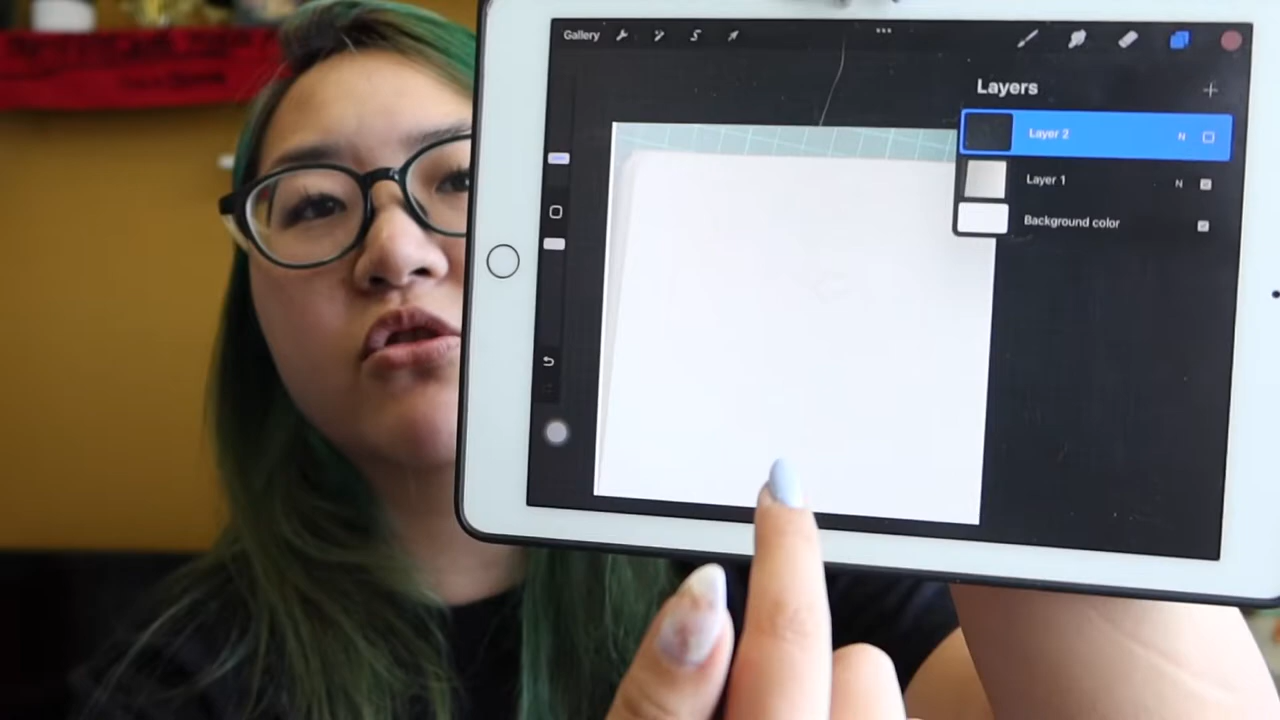 Gallery
Layers
Layer 2 N
Layer 1 N
Background color